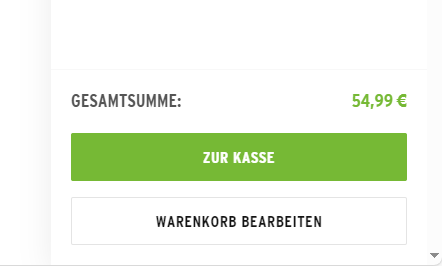 GESAMTSUMME: 54,99 €
ZUR KASSE
WARENKORB BEARBEITEN